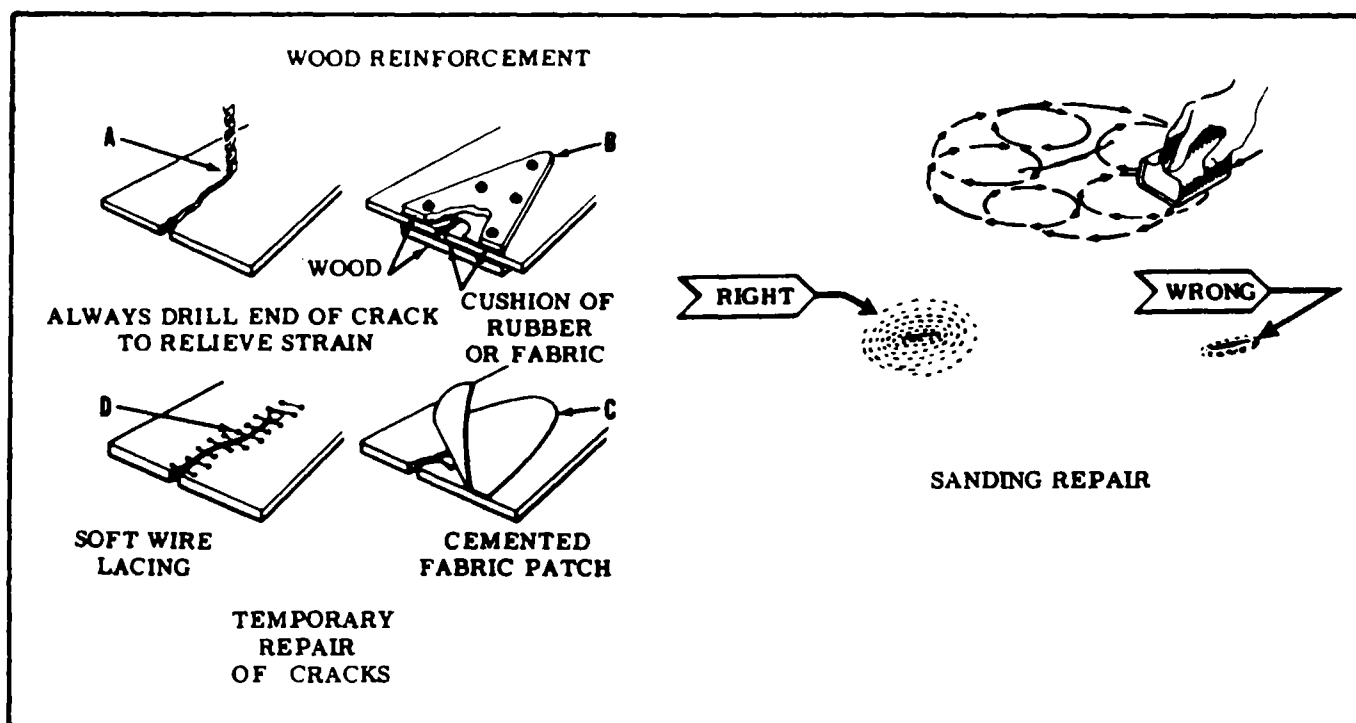 WOOD REINFORCEMENT
A
B
WOOD
ALWAYS DRILL END OF CRACK
TO RELIEVE STRAIN
CUSHION OF
RUBBER
OR FABRIC
D
C
SOFT WIRE
LACING
CEMENTED
FABRIC PATCH
TEMPORARY
REPAIR
OF CRACKS
RIGHT
WRONG
SANDING REPAIR